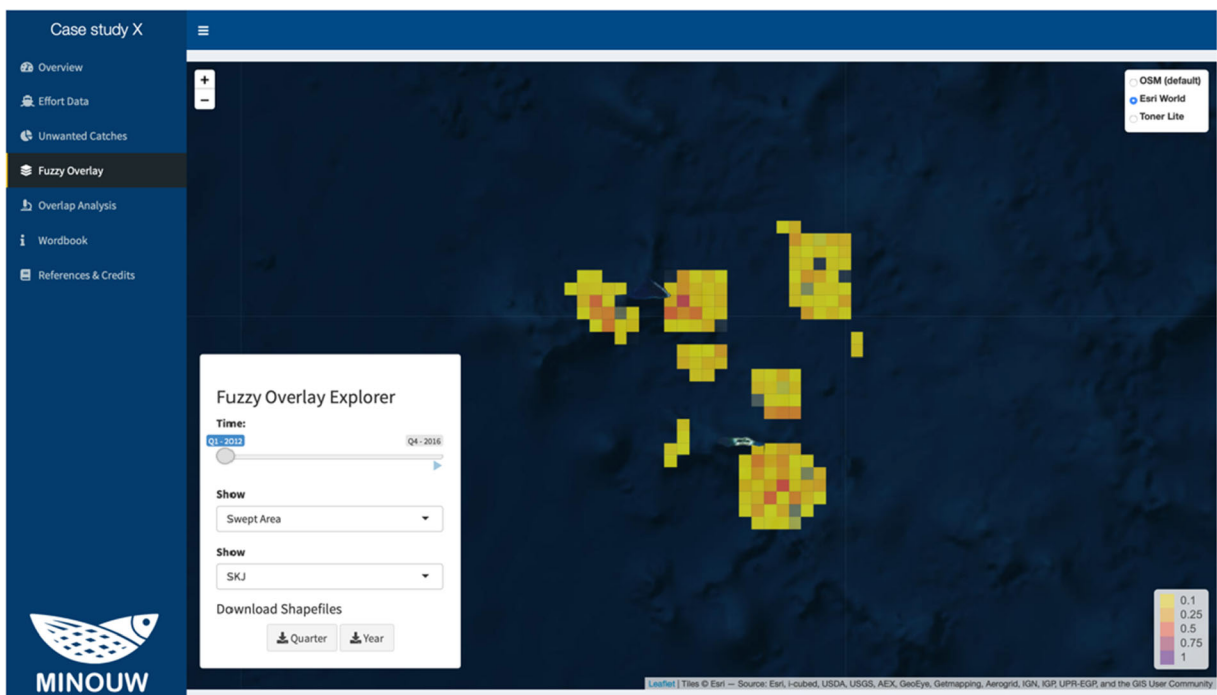 Case study X
Overview
Effort Data
Unwanted Catches
Fuzzy Overlay
Overlap Analysis
Wordbook
References & Credits
MINOUW
+
−
OSM (default)
Esri World
Toner Lite
Fuzzy Overlay Explorer
Time:
Q1 - 2012 Q4 - 2016
Show
Swept Area
Show
SKJ
Download Shapefiles
Quarter Year
0.1
0.25
0.5
0.75
1
Leaflet | Tiles © Esri — Source: Esri, i-cubed, USDA, USGS, AEX, GeoEye, Getmapping, Aerogrid, IGN, IGP, UPR-EGP, and the GIS User Community